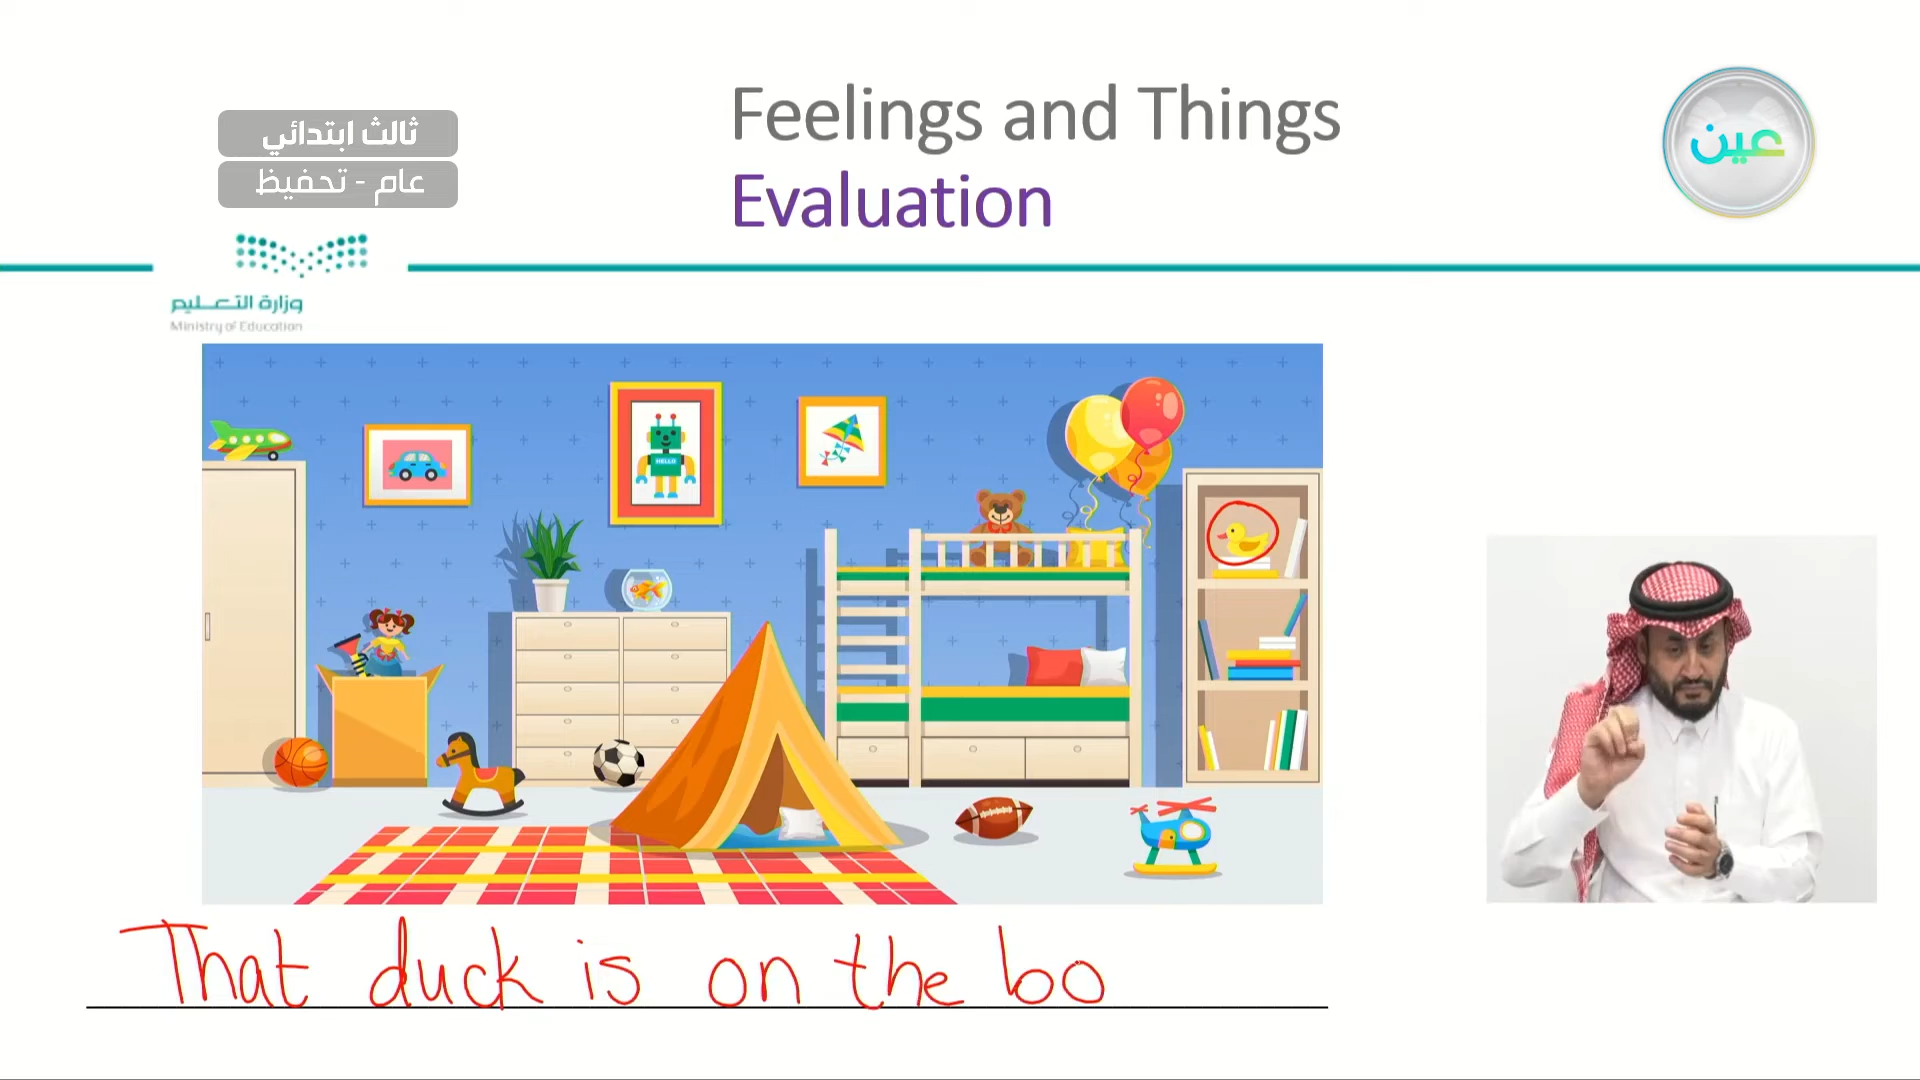 Feelings and Things
Evaluation
ثالث ابتدائي
عام - تحفيظ
عين
وزارة التعليم
Ministry of Education
HELLO
That duck is on the bo